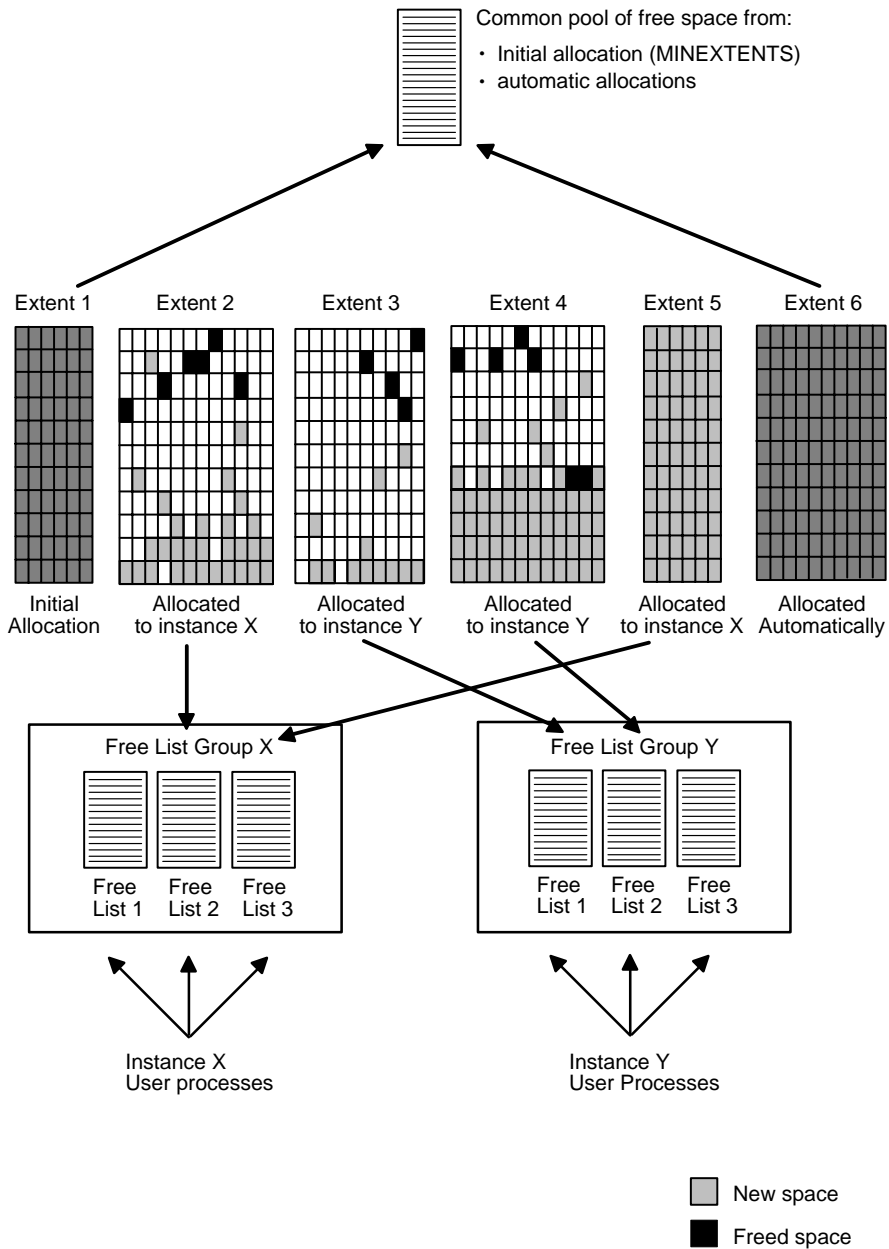 Common pool of free space from:
· Initial allocation (MINEXTENTS)
· automatic allocations
Extent 1
Extent 2
Extent 3
Extent 4
Extent 5
Extent 6
Initial
Allocation
Allocated
to instance X
Allocated
to instance Y
Allocated
to instance Y
Allocated
to instance X
Allocated
Automatically
Free List Group X
Free
List 1
Free
List 2
Free
List 3
Free List Group Y
Free
List 1
Free
List 2
Free
List 3
Instance X
User processes
Instance Y
User Processes
New space
Freed space